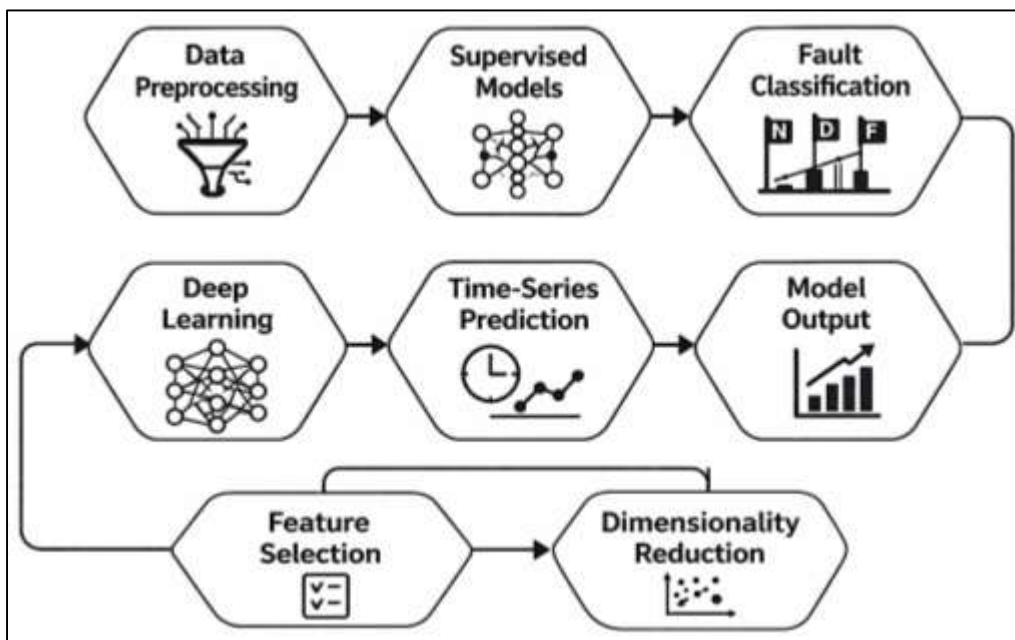 Data
Preprocessing
Supervised
Models
Fault
Classification
N D F
Deep
Learning
Time-Series
Prediction
Model
Output
Feature
Selection
Dimensionality
Reduction